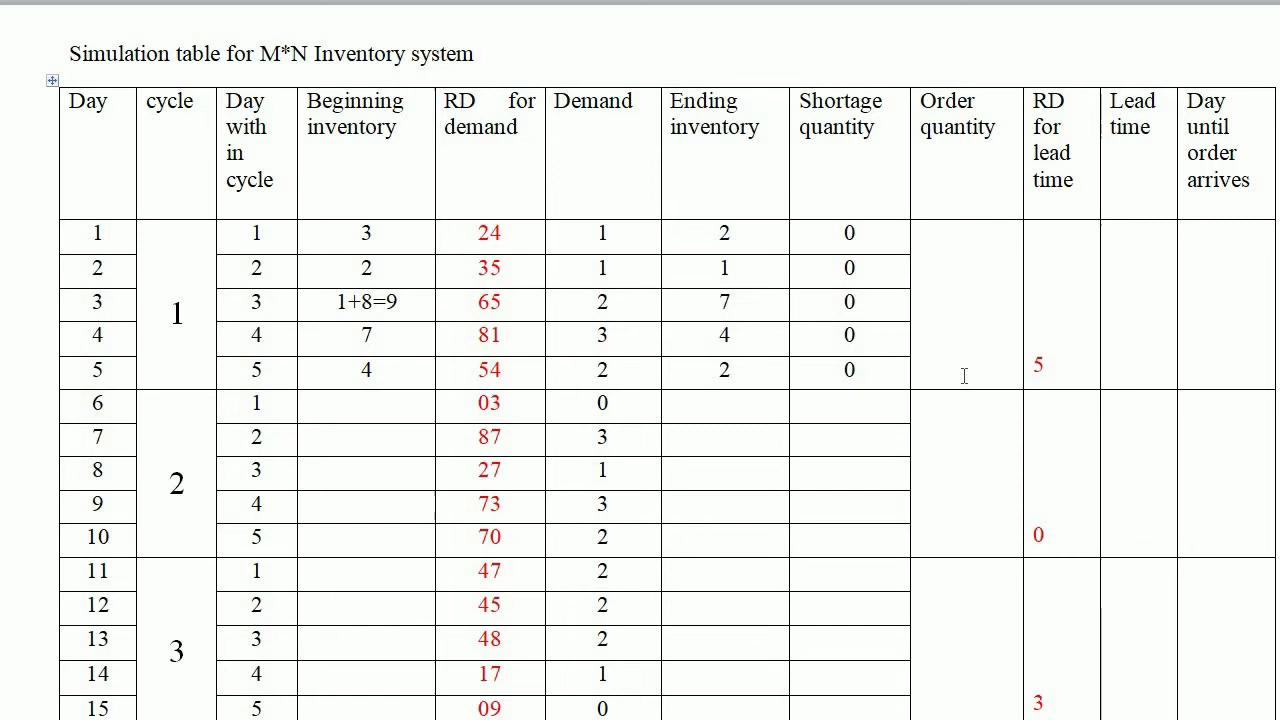 Simulation table for M*N Inventory system
Day cycle Day with in cycle Beginning inventory RD for demand Demand Ending inventory Shortage quantity Order quantity RD for lead time Lead time Day until order arrives
1 1 3 24 1 2 0
2 2 2 35 1 1 0
3 3 1+8=9 65 2 7 0
1
4 4 7 81 3 4 0
5 5 4 54 2 2 0 5
6 1 03 0
7 2 87 3
8 3 27 1
2
9 4 73 3
10 5 70 2 0
11 1 47 2
12 2 45 2
13 3 48 2
3
14 4 17 1
15 5 09 0 3